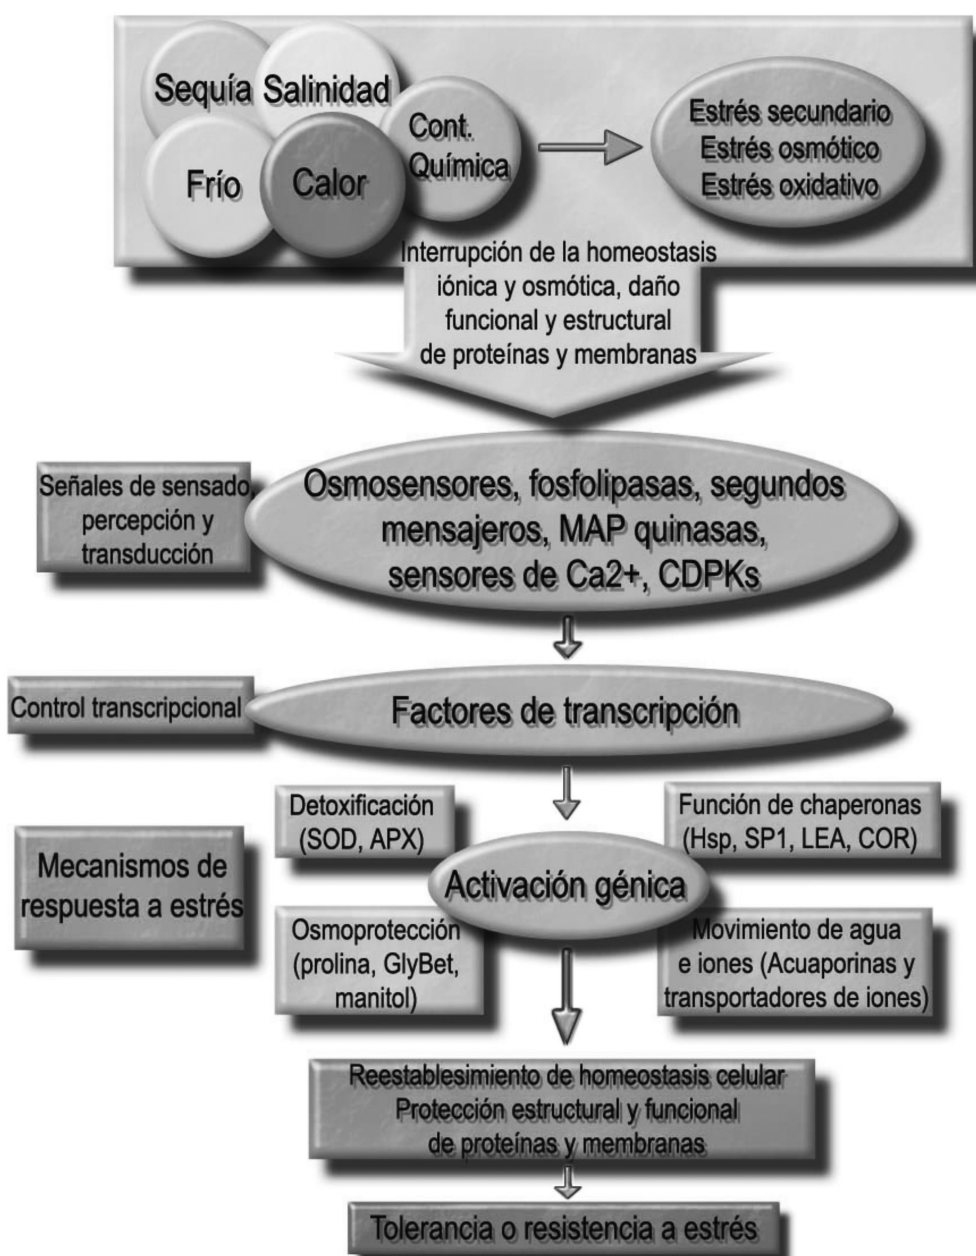 Sequía
Salinidad
Cont.
Química
Frío
Calor
Estrés secundario
Estrés osmótico
Estrés oxidativo
Interrupción de la homeostasis
iónica y osmótica, daño
funcional y estructural
de proteínas y membranas
Señales de sensado,
percepción y
transducción
Osmosensores, fosfolipasas, segundos
mensajeros, MAP quinasas,
sensores de Ca2+, CDPKs
Control transcripcional
Factores de transcripción
Mecanismos de
respuesta a estrés
Detoxificación
(SOD, APX)
Función de chaperonas
(Hsp, SP1, LEA, COR)
Activación génica
Osmoprotección
(prolina, GlyBet,
manitol)
Movimiento de agua
e iones (Acuaporinas y
transportadores de iones)
Reestablesimiento de homeostasis celular
Protección estructural y funcional
de proteínas y membranas
Tolerancia o resistencia a estrés